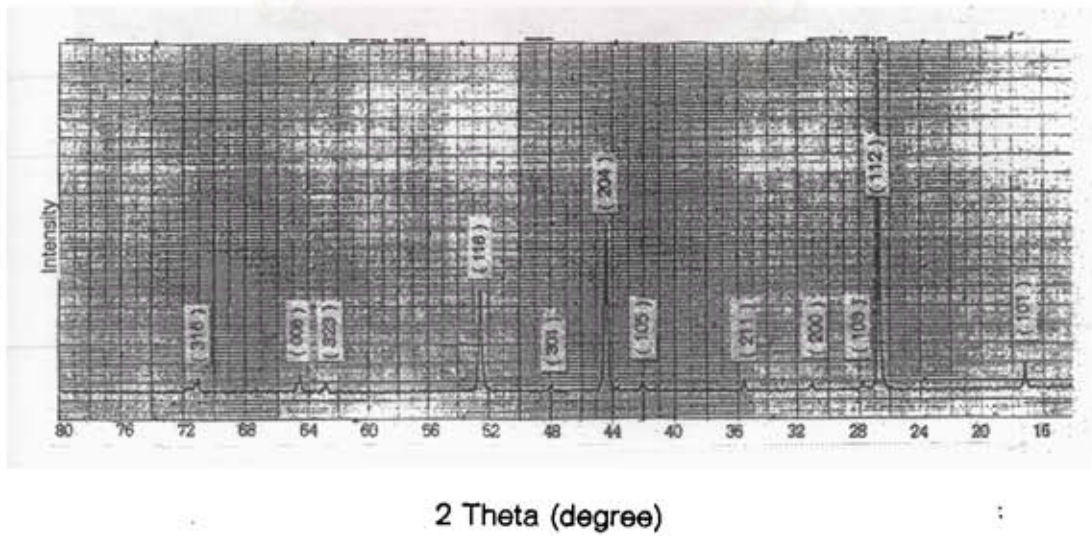 Intensity
( 316 )
( 008 )
( 323 )
( 116 )
( 303 )
( 204 )
( 105 )
( 211 )
( 200 )
( 103 )
( 112 )
( 101 )
80 76 72 68 64 60 56 52 48 44 40 36 32 28 24 20 16
2 Theta (degree)